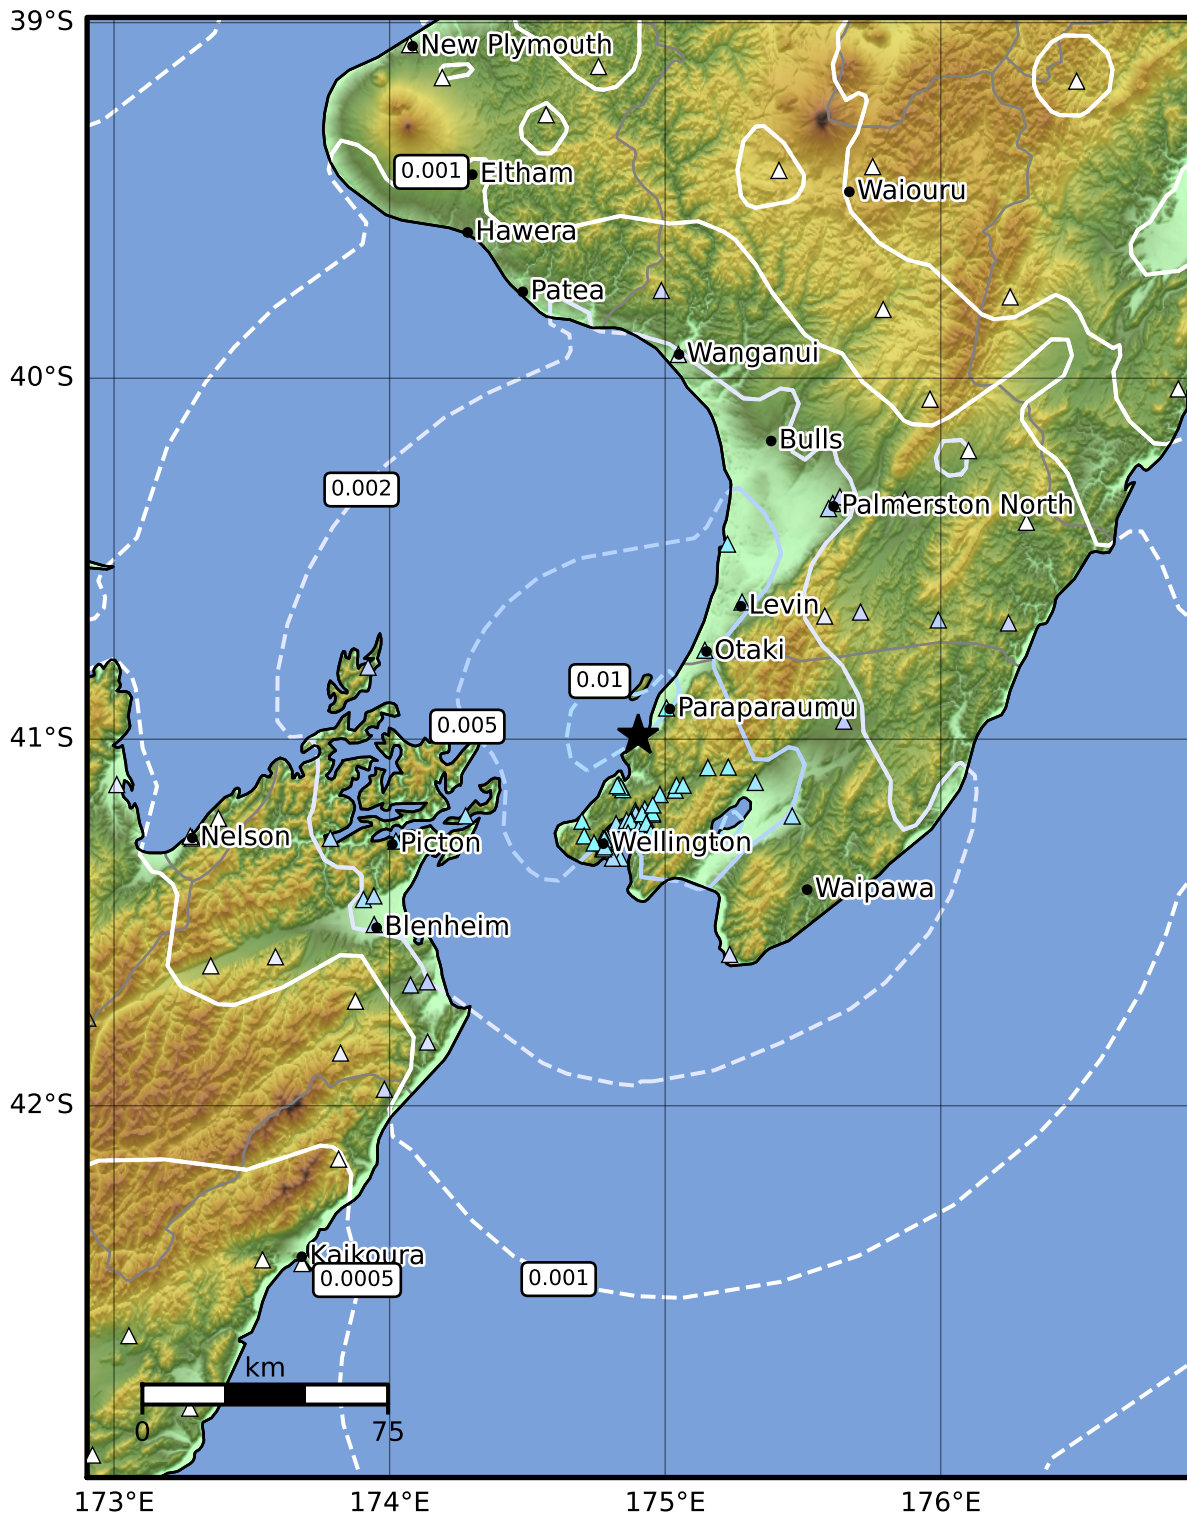 39°S
New Plymouth
0.001
Eltham
Waiouru
Hawera
Patea
Wanganui
40°S
Bulls
0.002
Palmerston North
Levin
Otaki
0.01
Paraparaumu
0.005
41°S
Nelson
Picton
Wellington
Waipawa
Blenheim
42°S
Kaikoura
0.0005
0.001
km
0
75
173°E
174°E
175°E
176°E